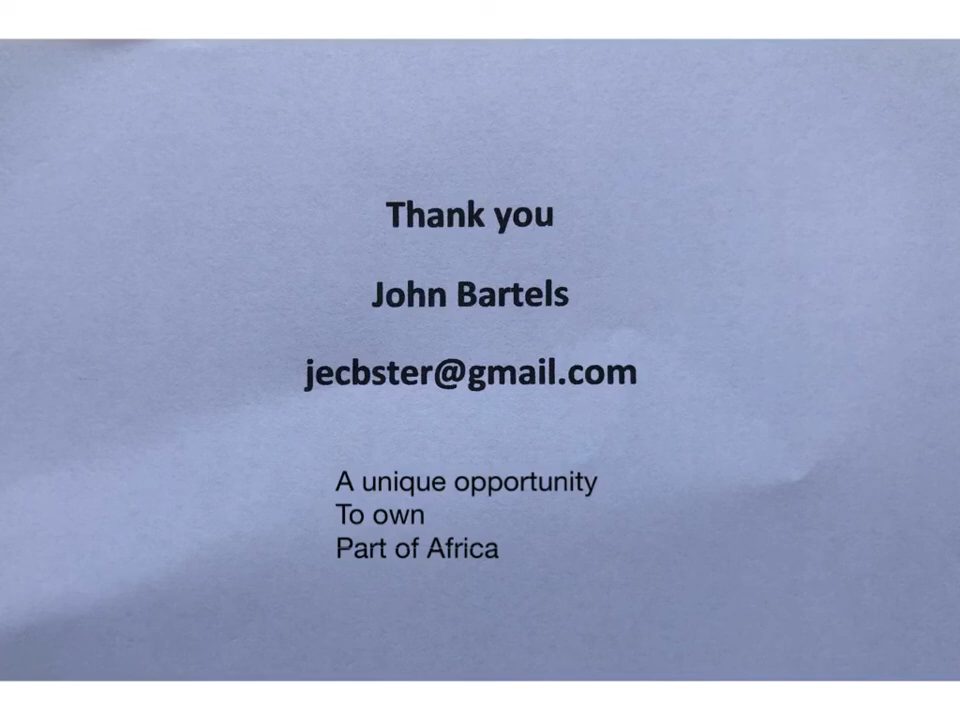 Thank you
John Bartels
jecbster@gmail.com
A unique opportunity
To own
Part of Africa